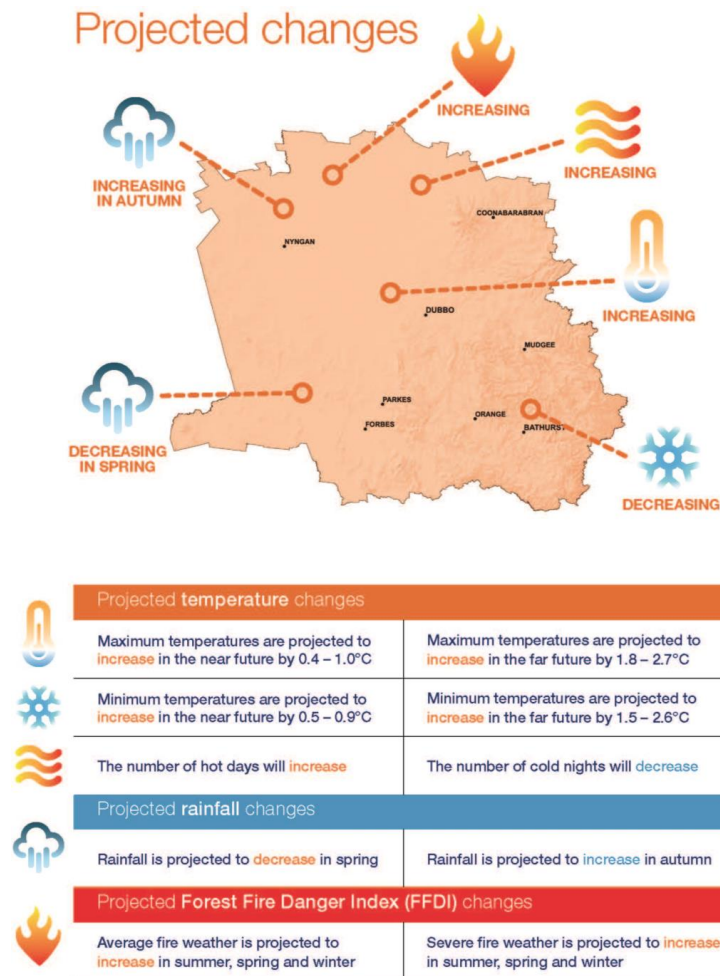 Projected changes
INCREASING
INCREASING
IN AUTUMN
INCREASING
COONABARABRAN
NYNGAN
INCREASING
DUBBO
MUDGEE
DECREASING
IN SPRING
PARKES
FORBES
ORANGE
BATHURST
DECREASING
Projected temperature changes
Maximum temperatures are projected to
increase in the near future by 0.4 – 1.0°C
Maximum temperatures are projected to
increase in the far future by 1.8 – 2.7°C
Minimum temperatures are projected to
increase in the near future by 0.5 – 0.9°C
Minimum temperatures are projected to
increase in the far future by 1.5 – 2.6°C
The number of hot days will increase
The number of cold nights will decrease
Projected rainfall changes
Rainfall is projected to decrease in spring
Rainfall is projected to increase in autumn
Projected Forest Fire Danger Index (FFDI) changes
Average fire weather is projected to
increase in summer, spring and winter
Severe fire weather is projected to increase
in summer, spring and winter